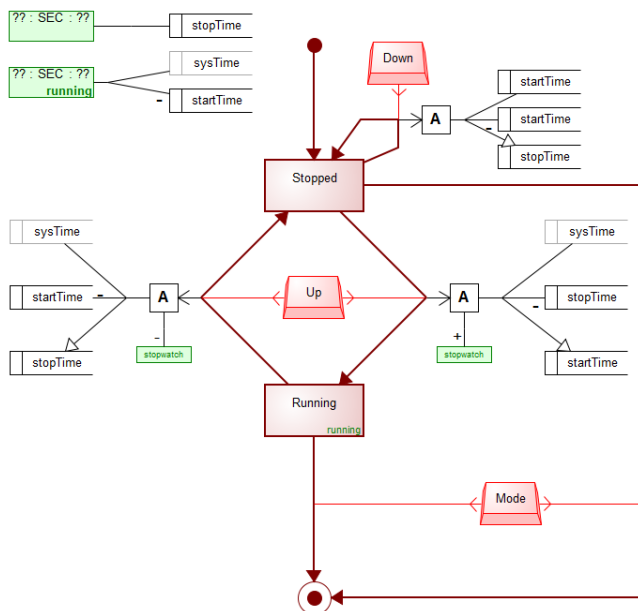 ?? : SEC : ??
stopTime
?? : SEC : ??
running
sysTime
-
startTime
Down
A
startTime
-
startTime
stopTime
Stopped
sysTime
-
startTime
A
stopTime
-
stopwatch
Up
A
+
stopwatch
sysTime
-
stopTime
startTime
Running
running
Mode